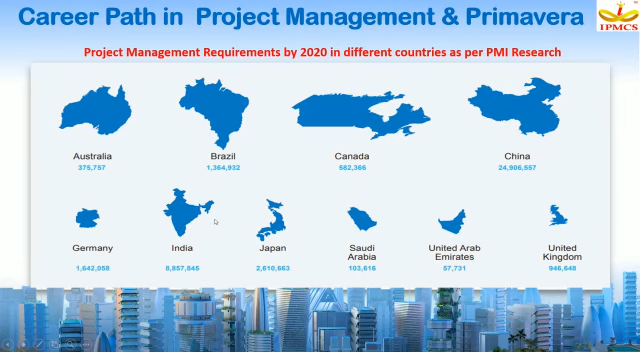 Career Path in Project Management & Primavera
IPMCS
Project Management Requirements by 2020 in different countries as per PMI Research
Australia
375,757
Brazil
1,364,932
Canada
582,366
China
24,906,557
Germany
1,642,058
India
8,857,845
Japan
2,610,663
Saudi
Arabia
103,616
United Arab
Emirates
57,731
United
Kingdom
946,648